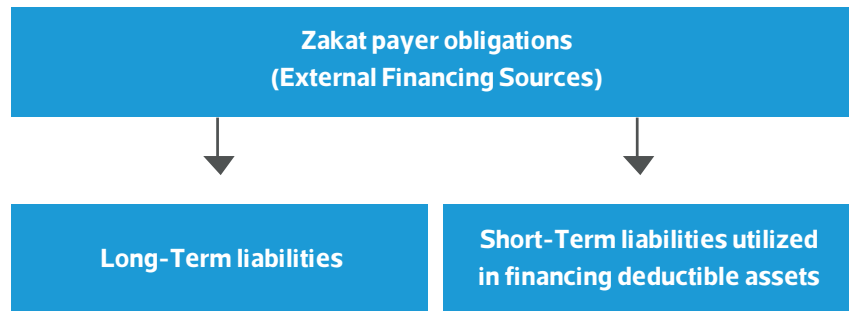 Zakat payer obligations
(External Financing Sources)
Long-Term liabilities
Short-Term liabilities utilized
in financing deductible assets